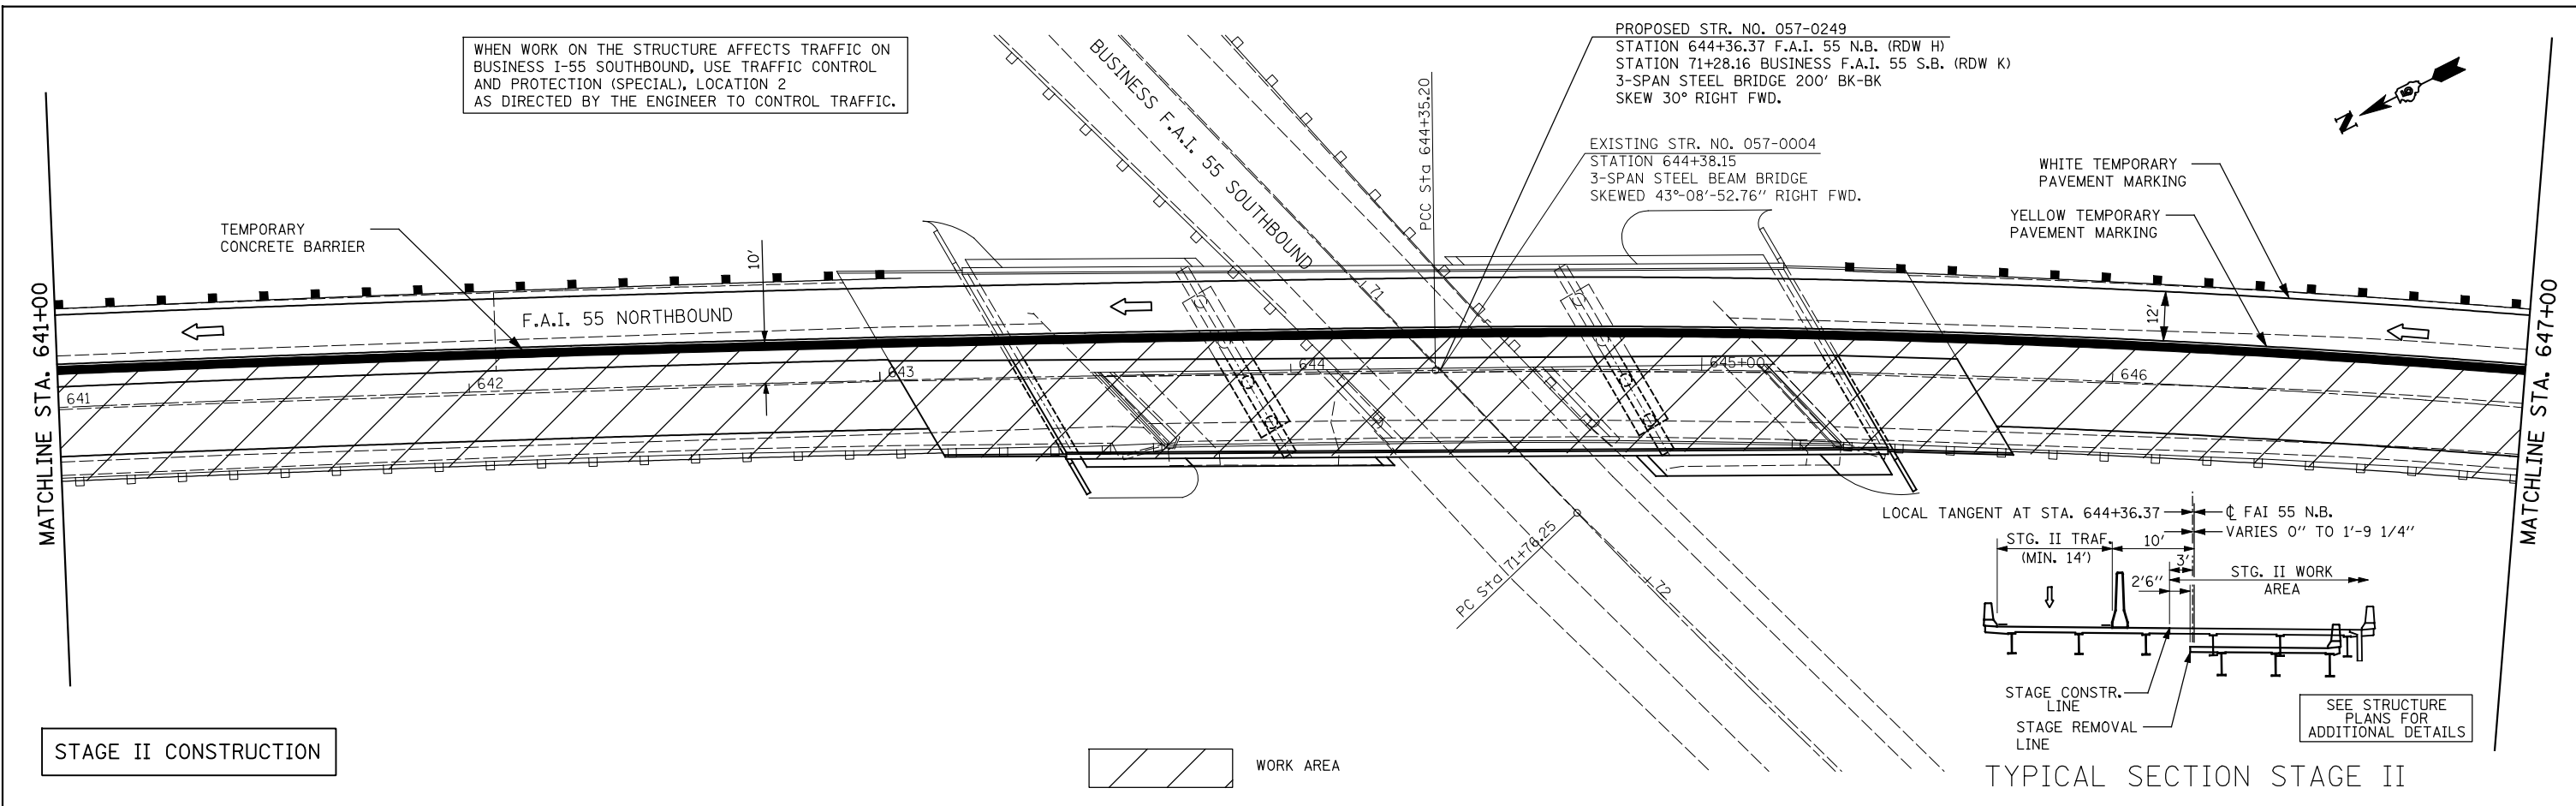 WHEN WORK ON THE STRUCTURE AFFECTS TRAFFIC ON
BUSINESS I-55 SOUTHBOUND, USE TRAFFIC CONTROL
AND PROTECTION (SPECIAL), LOCATION 2
AS DIRECTED BY THE ENGINEER TO CONTROL TRAFFIC.
BUSINESS F.A.I. 55 SOUTHBOUND
PCC Sta 644+35.20
PROPOSED STR. NO. 057-0249
STATION 644+36.37 F.A.I. 55 N.B. (RDW H)
STATION 71+28.16 BUSINESS F.A.I. 55 S.B. (RDW K)
3-SPAN STEEL BRIDGE 200' BK-BK
SKEW 30° RIGHT FWD.
EXISTING STR. NO. 057-0004
STATION 644+38.15
3-SPAN STEEL BEAM BRIDGE
SKEWED 43°-08'-52.76" RIGHT FWD.
N
WHITE TEMPORARY
PAVEMENT MARKING
YELLOW TEMPORARY
PAVEMENT MARKING
TEMPORARY
CONCRETE BARRIER
10'
12'
F.A.I. 55 NORTHBOUND
MATCHLINE STA. 641+00
MATCHLINE STA. 647+00
641
642
643
644
645+00
646
71
72
PC Sta 71+76.25
LOCAL TANGENT AT STA. 644+36.37
℄ FAI 55 N.B.
VARIES 0" TO 1'-9 1/4"
STG. II TRAF.
(MIN. 14')
10'
3'
2'6"
STG. II WORK
AREA
STAGE CONSTR.
LINE
STAGE REMOVAL
LINE
SEE STRUCTURE
PLANS FOR
ADDITIONAL DETAILS
TYPICAL SECTION STAGE II
STAGE II CONSTRUCTION
WORK AREA